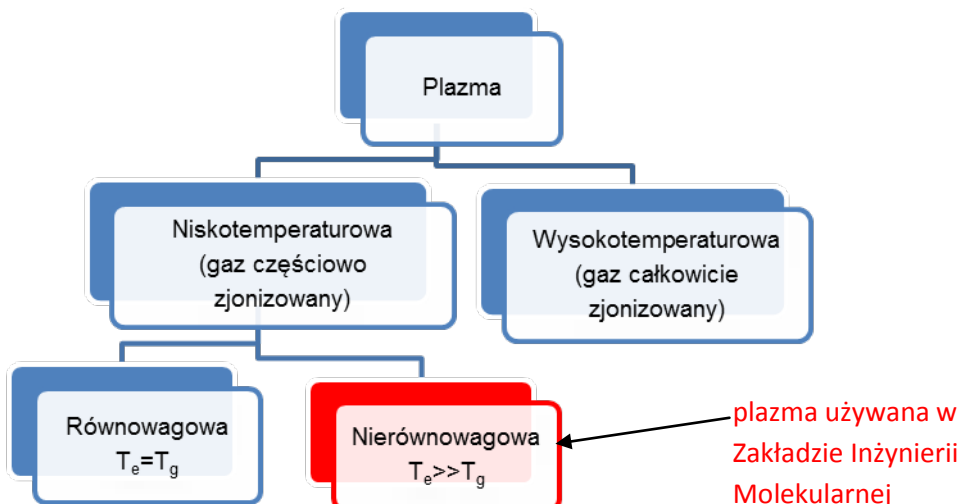 Plazma
Niskotemperaturowa
(gaz częściowo
zjonizowany)
Wysokotemperaturowa
(gaz całkowicie
zjonizowany)
Równowagowa
Te=Tg
Nierównowagowa
Te>>Tg
plazma używana w
Zakładzie Inżynierii
Molekularnej